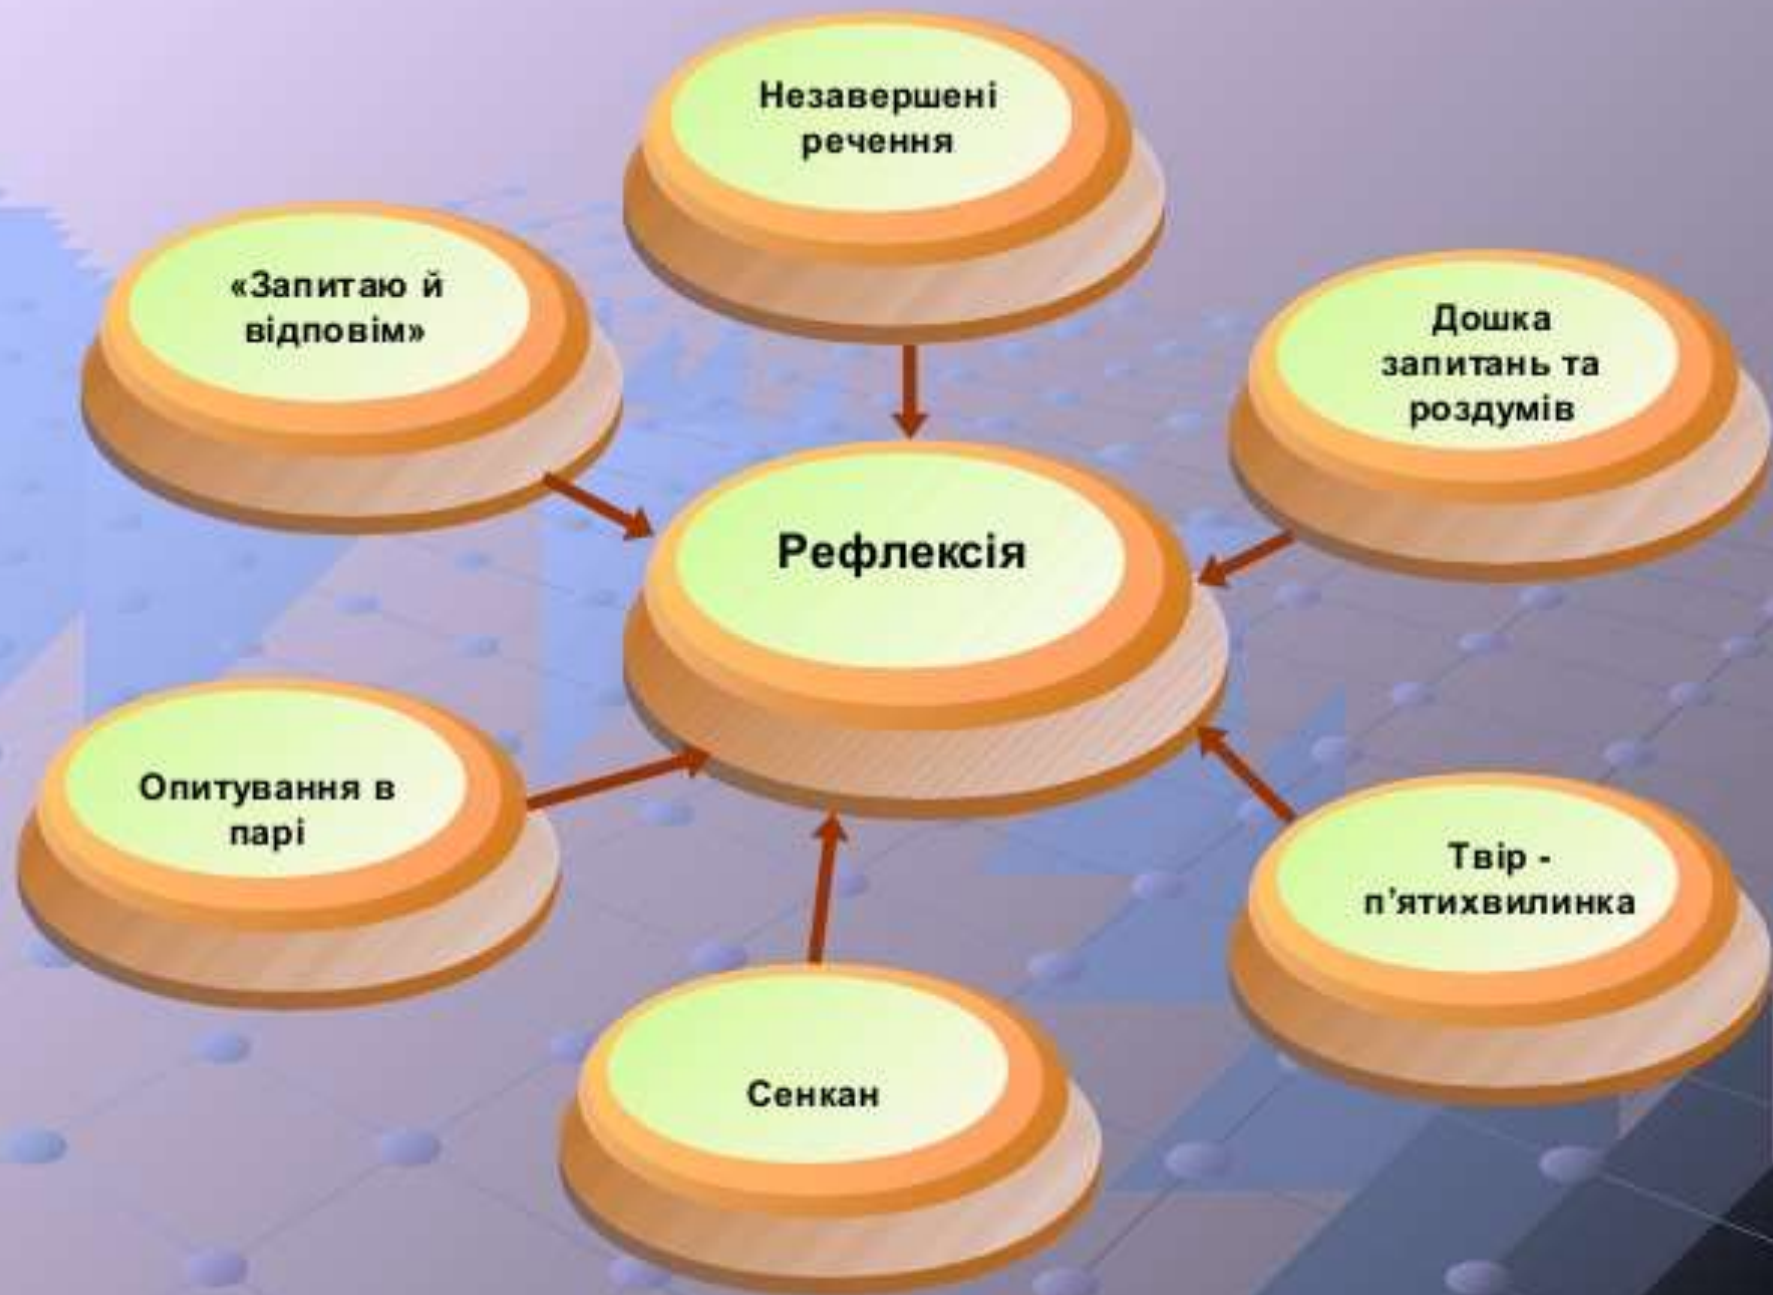 Незавершені
речення
«Запитаю й
відповім»
Дошка
запитань та
роздумів
Рефлексія
Опитування в
парі
Твір -
п’ятихвилинка
Сенкан